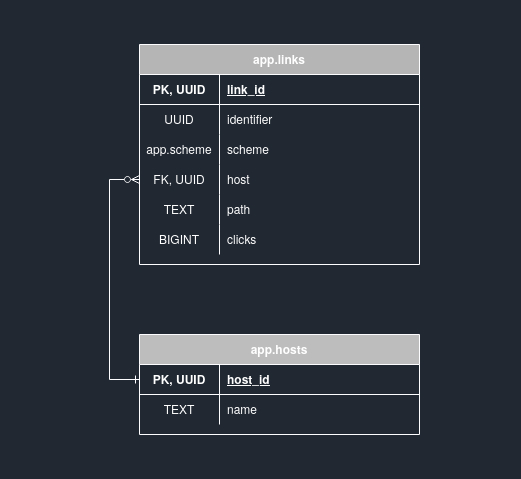 app.links
PK, UUID link_id
UUID identifier
app.scheme scheme
FK, UUID host
TEXT path
BIGINT clicks
app.hosts
PK, UUID host_id
TEXT name